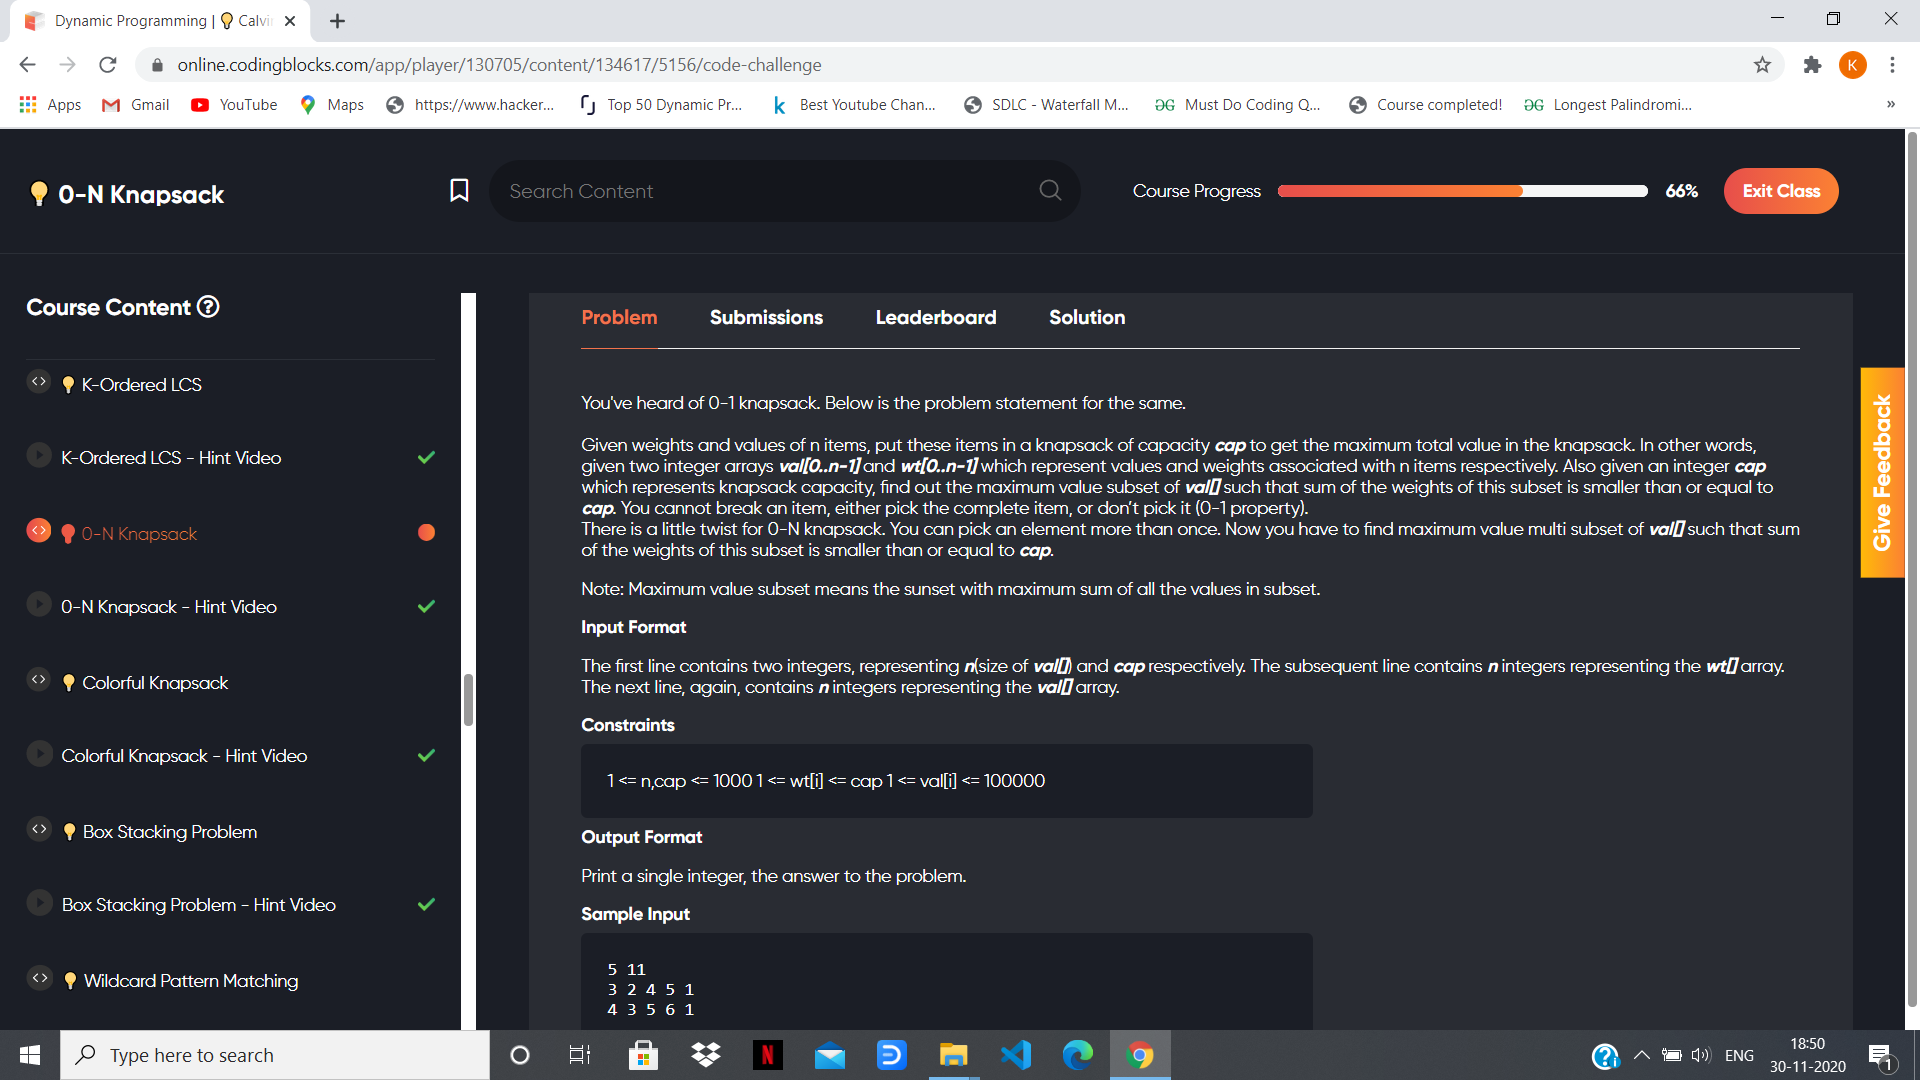 Dynamic Programming | 💡 Calvi
online.codingblocks.com/app/player/130705/content/134617/5156/code-challenge
K
Apps Gmail YouTube Maps https://www.hacker... Top 50 Dynamic Pr... Best Youtube Chan... SDLC - Waterfall M... Must Do Coding Q... Course completed! Longest Palindromi... »
0-N Knapsack
Search Content
Course Progress 66% Exit Class
Course Content
K-Ordered LCS
K-Ordered LCS - Hint Video
0-N Knapsack
0-N Knapsack - Hint Video
Colorful Knapsack
Colorful Knapsack - Hint Video
Box Stacking Problem
Box Stacking Problem - Hint Video
Wildcard Pattern Matching
Problem Submissions Leaderboard Solution
You've heard of 0-1 knapsack. Below is the problem statement for the same.
Given weights and values of n items, put these items in a knapsack of capacity cap to get the maximum total value in the knapsack. In other words,
given two integer arrays val[0..n-1] and wt[0..n-1] which represent values and weights associated with n items respectively. Also given an integer cap
which represents knapsack capacity, find out the maximum value subset of val[] such that sum of the weights of this subset is smaller than or equal to
cap. You cannot break an item, either pick the complete item, or don't pick it (0-1 property).
There is a little twist for 0-N knapsack. You can pick an element more than once. Now you have to find maximum value multi subset of val[] such that sum
of the weights of this subset is smaller than or equal to cap.
Note: Maximum value subset means the sunset with maximum sum of all the values in subset.
Input Format
The first line contains two integers, representing n(size of val[]) and cap respectively. The subsequent line contains n integers representing the wt[] array.
The next line, again, contains n integers representing the val[] array.
Constraints
1 <= n,cap <= 1000 1 <= wt[i] <= cap 1 <= val[i] <= 100000
Output Format
Print a single integer, the answer to the problem.
Sample Input
5 11
3 2 4 5 1
4 3 5 6 1
Give Feedback
Type here to search
ENG
18:50
30-11-2020
1